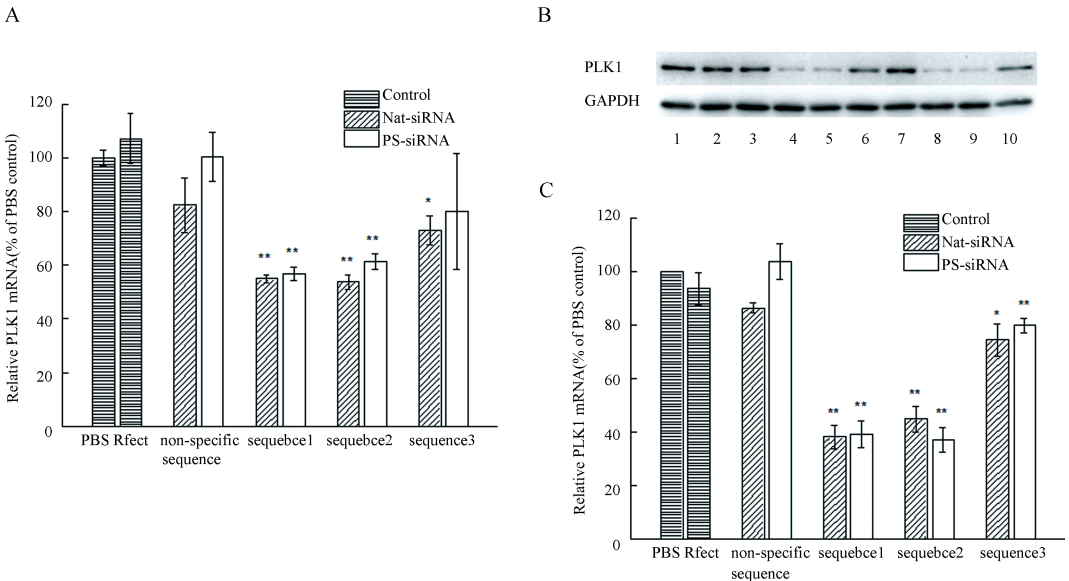 A
Relative PLK1 mRNA(% of PBS control)
120
100
80
60
40
20
0
Control
Nat-siRNA
PS-siRNA
**
**
**
**
*
PBS Rfect
non-specific
sequence
sequebce1
sequebce2
sequence3
B
PLK1
GAPDH
1 2 3 4 5 6 7 8 9 10
C
Relative PLK1 mRNA(% of PBS control)
120
100
80
60
40
20
0
Control
Nat-siRNA
PS-siRNA
**
**
**
**
*
**
PBS Rfect
non-specific
sequence
sequebce1
sequebce2
sequence3